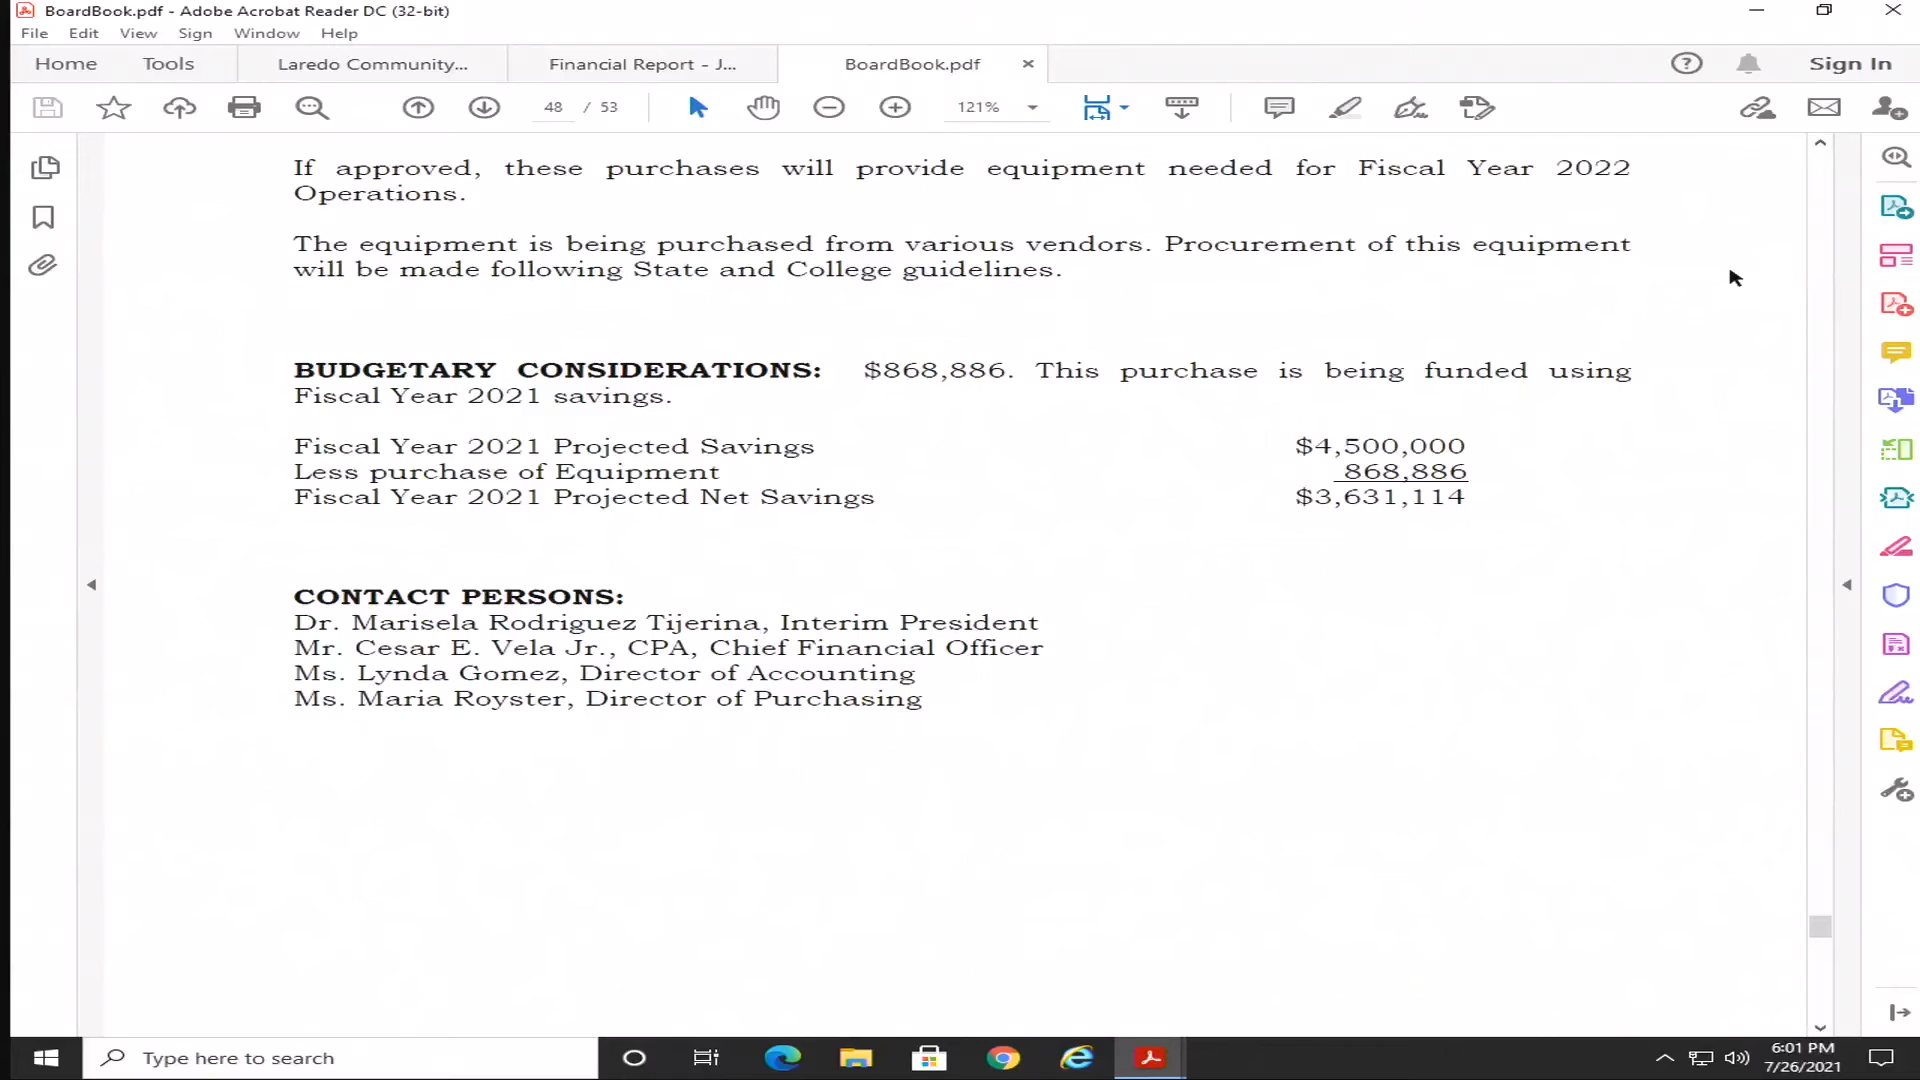 BoardBook.pdf - Adobe Acrobat Reader DC (32-bit)
File Edit View Sign Window Help
Home Tools Laredo Community... Financial Report - J... BoardBook.pdf × Sign In
48 / 53 121%
If approved, these purchases will provide equipment needed for Fiscal Year 2022
Operations.
The equipment is being purchased from various vendors. Procurement of this equipment
will be made following State and College guidelines.
BUDGETARY CONSIDERATIONS: $868,886. This purchase is being funded using
Fiscal Year 2021 savings.
Fiscal Year 2021 Projected Savings $4,500,000
Less purchase of Equipment 868,886
Fiscal Year 2021 Projected Net Savings $3,631,114
CONTACT PERSONS:
Dr. Marisela Rodriguez Tijerina, Interim President
Mr. Cesar E. Vela Jr., CPA, Chief Financial Officer
Ms. Lynda Gomez, Director of Accounting
Ms. Maria Royster, Director of Purchasing
Type here to search
6:01 PM
7/26/2021